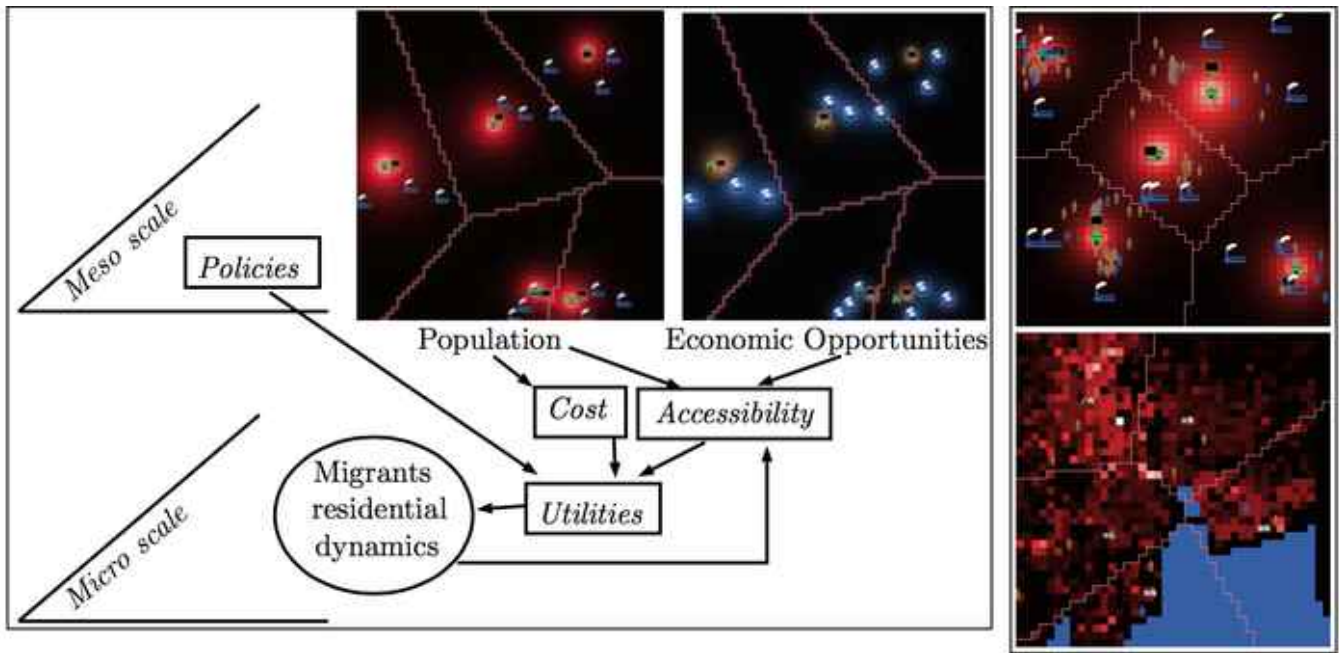 Meso scale
Policies
Population
Economic Opportunities
Cost
Accessibility
Migrants
residential
dynamics
Utilities
Micro scale